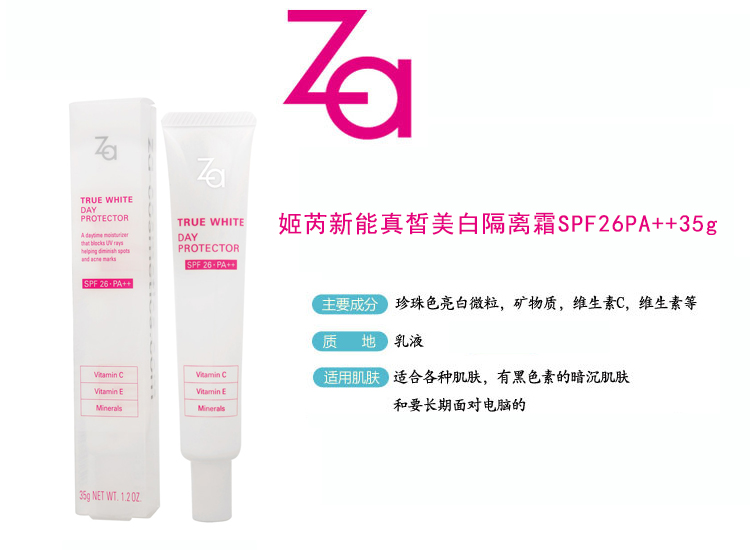 Za
姬芮新能真皙美白隔离霜SPF26PA++35g
主要成分 珍珠色亮白微粒，矿物质，维生素C，维生素等
质 地 乳液
适用肌肤 适合各种肌肤，有黑色素的暗沉肌肤
和要长期面对电脑的
Za
TRUE WHITE
DAY
PROTECTOR
A daytime moisturizer
that blocks UV rays
helping diminish spots
and acne marks
SPF 26·PA++
Vitamin C
Vitamin E
Minerals
35g NET WT. 1.2 OZ.
Za
TRUE WHITE
DAY
PROTECTOR
SPF 26·PA++
Vitamin C
Vitamin E
Minerals